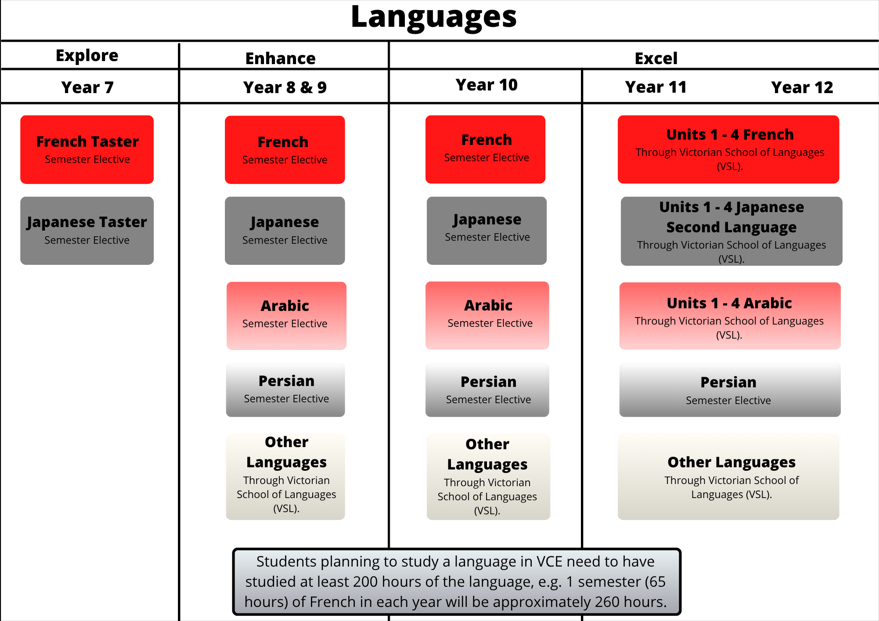 Languages
Explore
Enhance
Excel
Year 7
Year 8 & 9
Year 10
Year 11
Year 12
French Taster
Semester Elective
French
Semester Elective
French
Semester Elective
Units 1 - 4 French
Through Victorian School of Languages
(VSL).
Japanese Taster
Semester Elective
Japanese
Semester Elective
Japanese
Semester Elective
Units 1 - 4 Japanese
Second Language
Through Victorian School of Languages
(VSL).
Arabic
Semester Elective
Arabic
Semester Elective
Units 1 - 4 Arabic
Through Victorian School of Languages
(VSL).
Persian
Semester Elective
Persian
Semester Elective
Persian
Semester Elective
Other
Languages
Through Victorian
School of Languages
(VSL).
Other
Languages
Through Victorian
School of Languages
(VSL).
Other Languages
Through Victorian School of
Languages (VSL).
Students planning to study a language in VCE need to have
studied at least 200 hours of the language, e.g. 1 semester (65
hours) of French in each year will be approximately 260 hours.